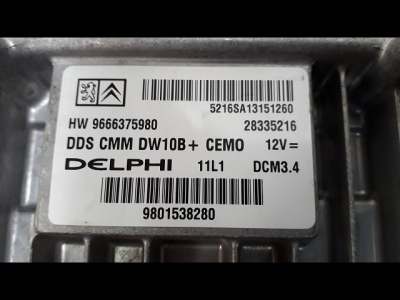 5216SA13151260
HW 9666375980 28335216
DDS CMM DW10B+ CEMO 12V=
DELPHI 11L1 DCM3.4
9801538280